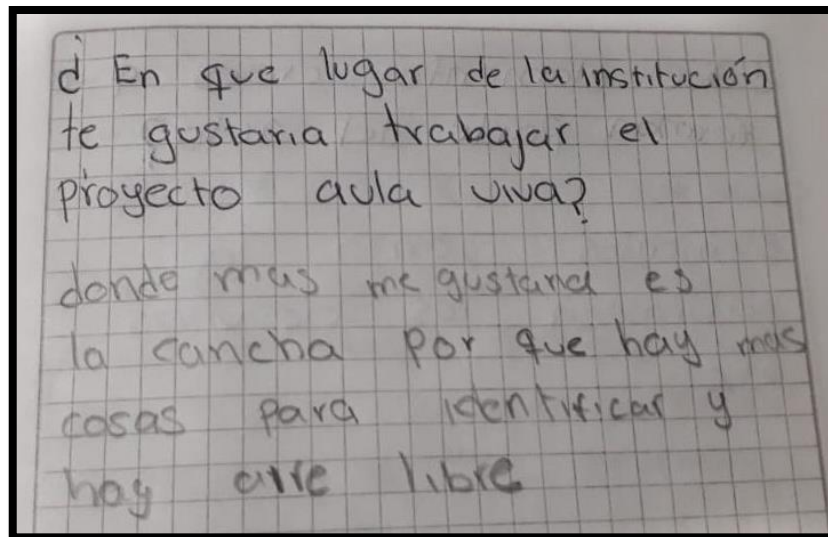 ¿ En que lugar de la institución
te gustaria trabajar el
proyecto aula viva?
donde mas me gustaria es
la cancha por que hay mas
cosas para identificar y
hay aire libre